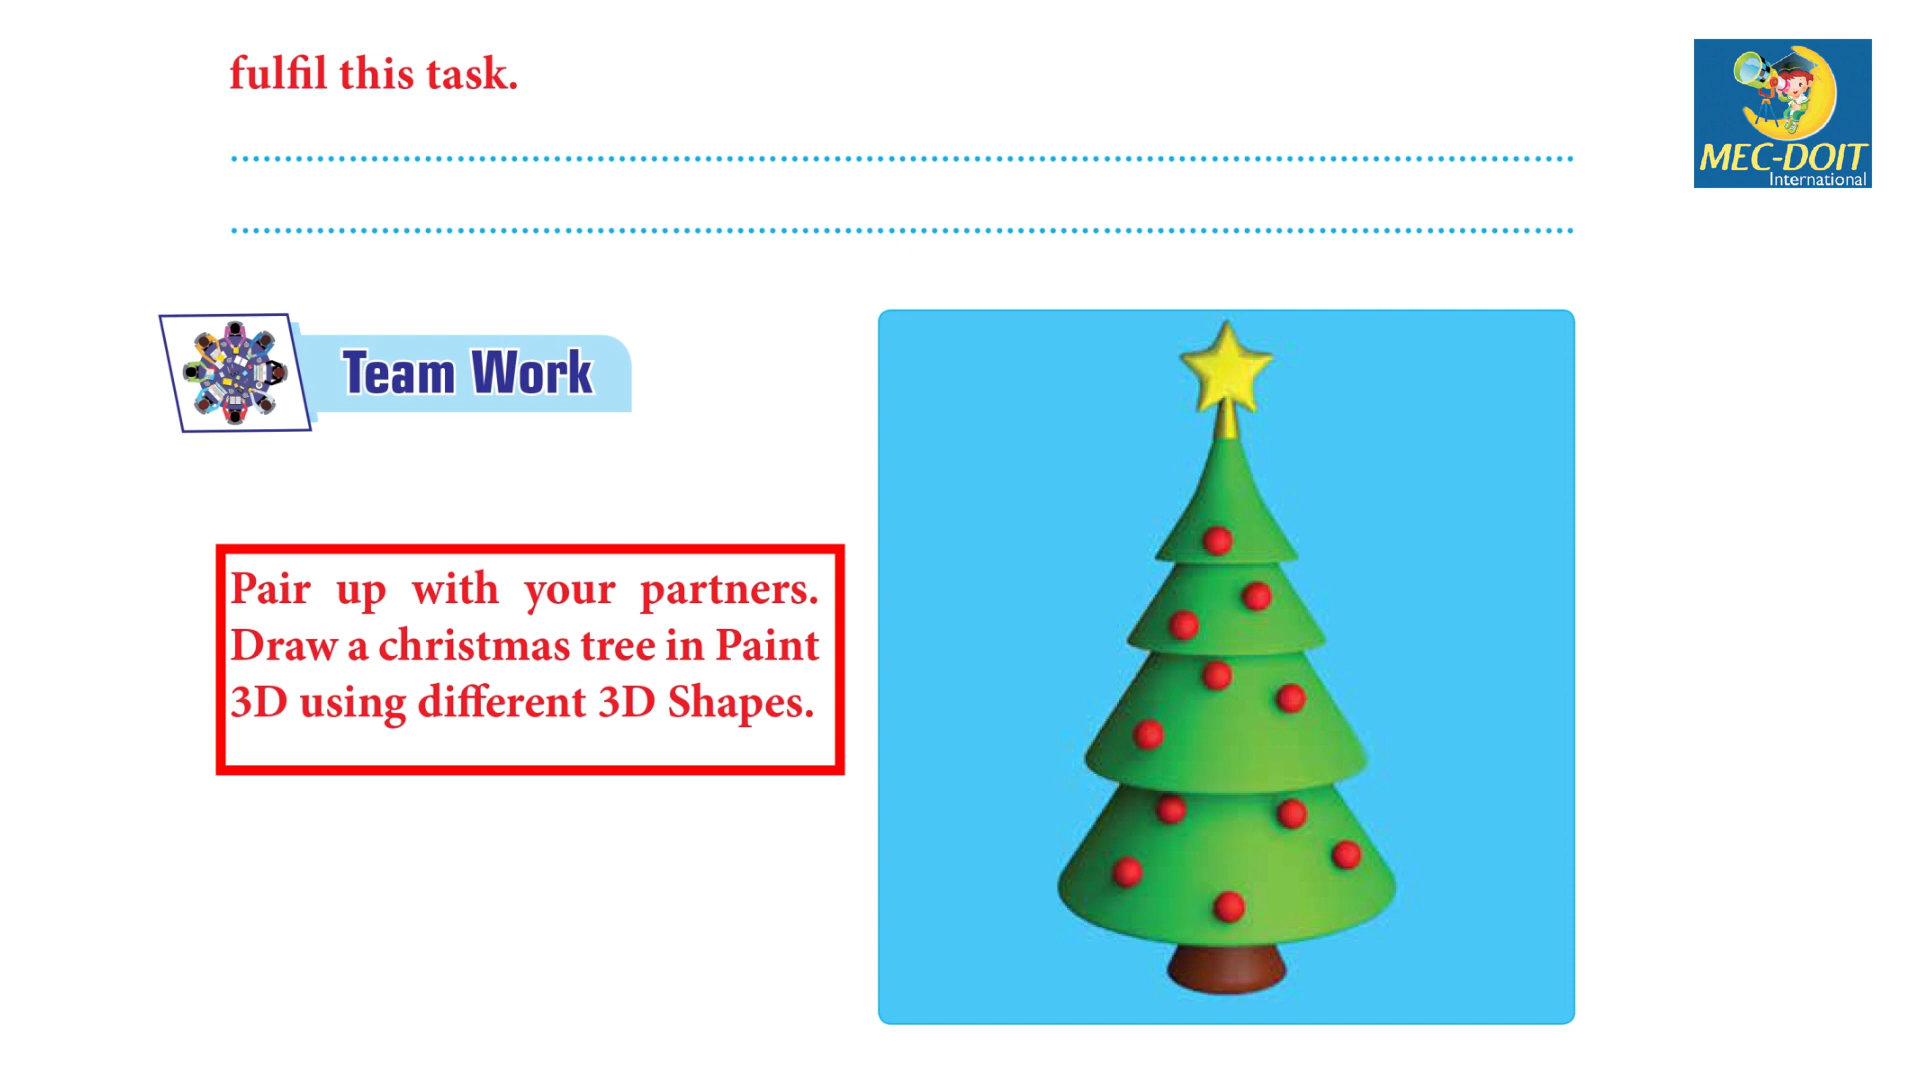 fulfil this task.
MEC-DOIT
International
Team Work
Pair up with your partners.
Draw a christmas tree in Paint
3D using different 3D Shapes.